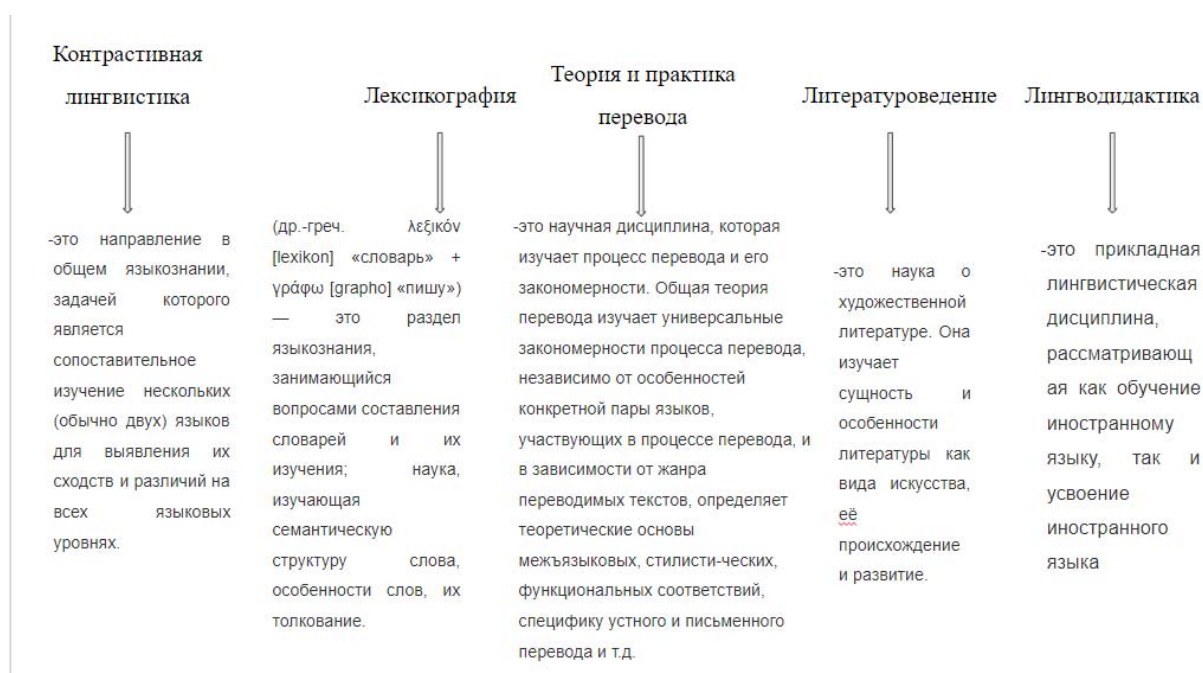 Контрастивная
лингвистика
-это направление в
общем языкознании,
задачей которого
является
сопоставительное
изучение нескольких
(обычно двух) языков
для выявления их
сходств и различий на
всех языковых
уровнях.
Лексикография
(др.-греч. λεξικόν
[lexikon] «словарь» +
γράφω [grapho] «пишу»)
— это раздел
языкознания,
занимающийся
вопросами составления
словарей и их
изучения; наука,
изучающая
семантическую
структуру слова,
особенности слов, их
толкование.
Теория и практика
перевода
-это научная дисциплина, которая
изучает процесс перевода и его
закономерности. Общая теория
перевода изучает универсальные
закономерности процесса перевода,
независимо от особенностей
конкретной пары языков,
участвующих в процессе перевода, и
в зависимости от жанра
переводимых текстов, определяет
теоретические основы
межъязыковых, стилисти-ческих,
функциональных соответствий,
специфику устного и письменного
перевода и т.д.
Литературоведение
-это наука о
художественной
литературе. Она
изучает
сущность и
особенности
литературы как
вида искусства,
её
происхождение
и развитие.
Лингводидактика
-это прикладная
лингвистическая
дисциплина,
рассматривающ
ая как обучение
иностранному
языку, так и
усвоение
иностранного
языка